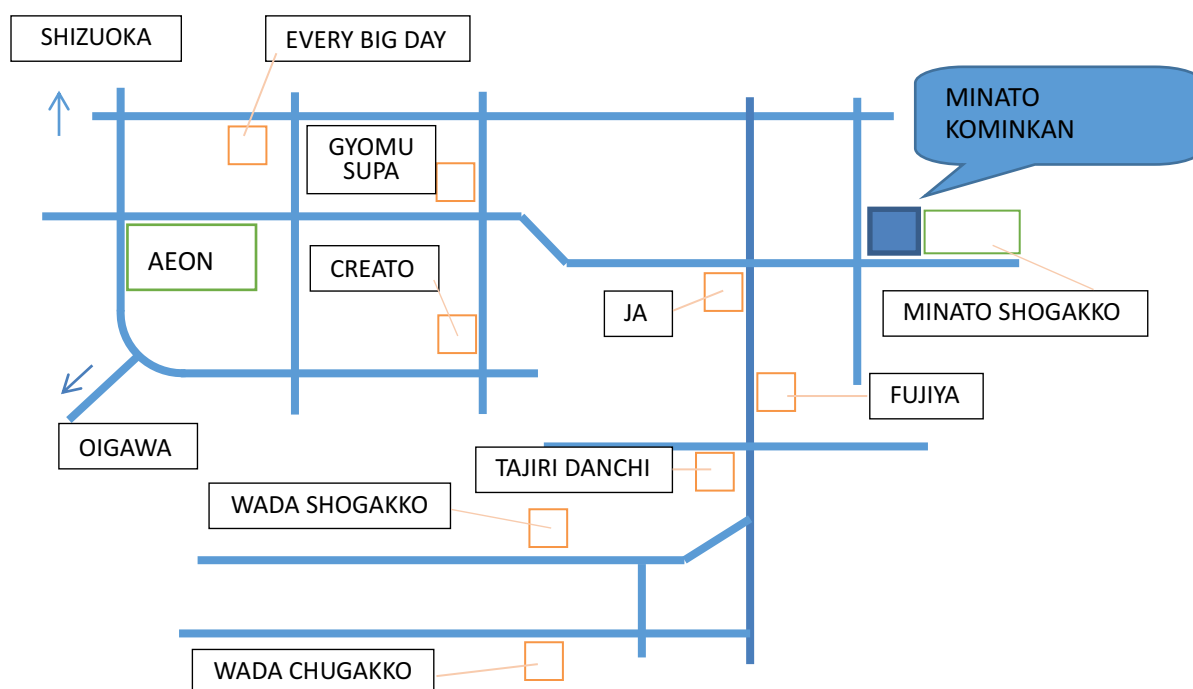 SHIZUOKA
EVERY BIG DAY
MINATO
KOMINKAN
GYOMU
SUPA
AEON
CREATO
JA
MINATO SHOGAKKO
FUJIYA
OIGAWA
TAJIRI DANCHI
WADA SHOGAKKO
WADA CHUGAKKO